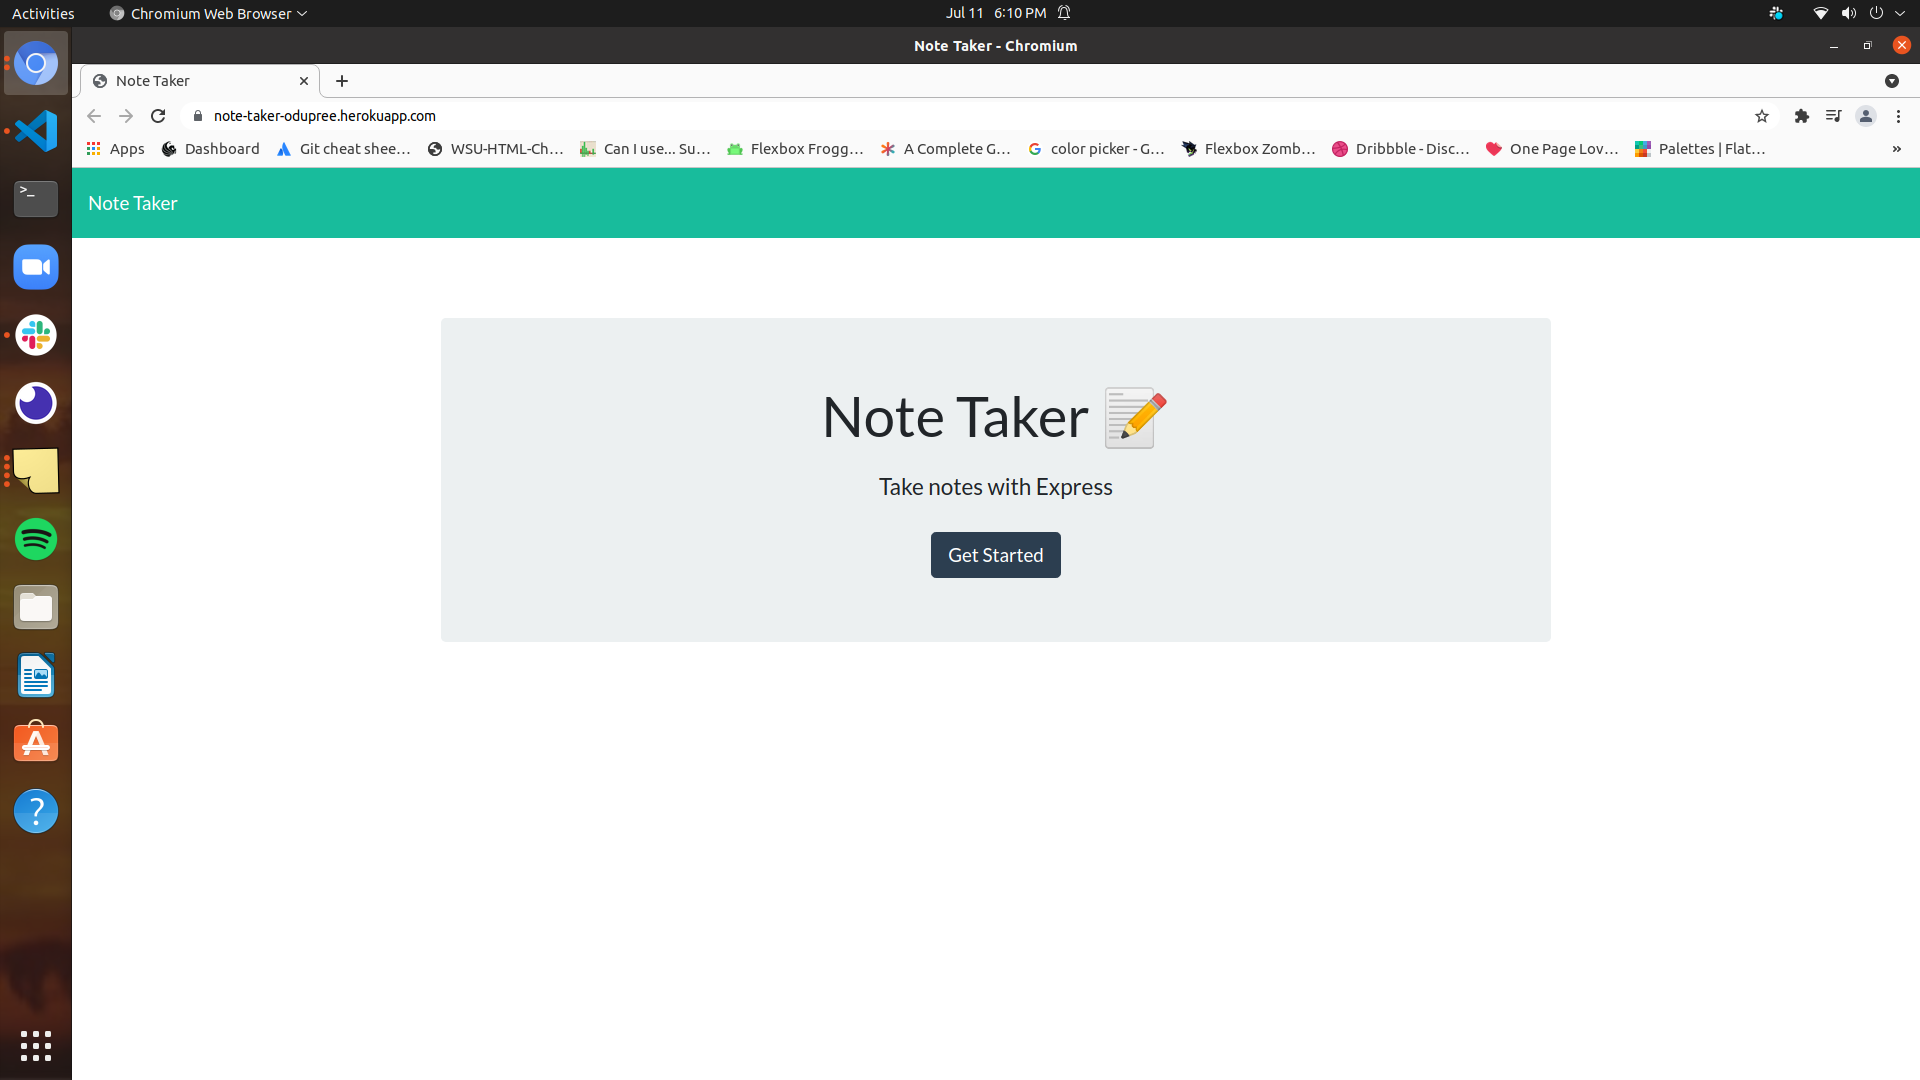 Activities
Chromium Web Browser
Jul 11 6:10 PM
Note Taker - Chromium
Note Taker
note-taker-odupree.herokuapp.com
Apps
Dashboard
Git cheat shee...
WSU-HTML-Ch...
Can I use... Su...
Flexbox Frogg...
A Complete G...
color picker - G...
Flexbox Zomb...
Dribbble - Disc...
One Page Lov...
Palettes | Flat...
»
Note Taker
Note Taker
Take notes with Express
Get Started